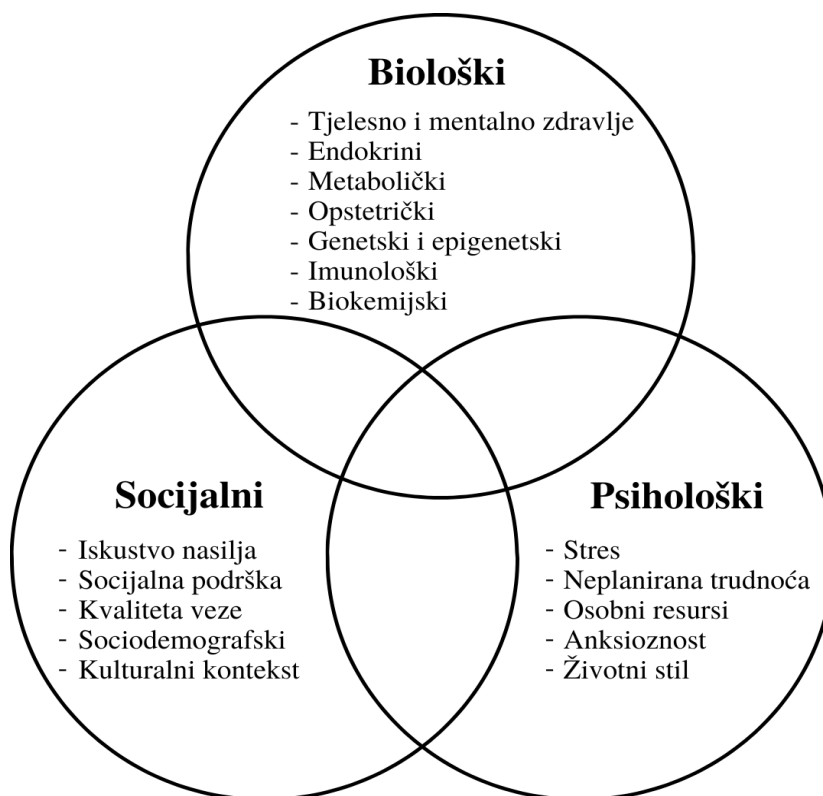 Biološki
- Tjelesno i mentalno zdravlje
- Endokrini
- Metabolički
- Opstetrički
- Genetski i epigenetski
- Imunološki
- Biokemijski
Socijalni
- Iskustvo nasilja
- Socijalna podrška
- Kvaliteta veze
- Sociodemografski
- Kulturalni kontekst
Psihološki
- Stres
- Neplanirana trudnoća
- Osobni resursi
- Anksioznost
- Životni stil